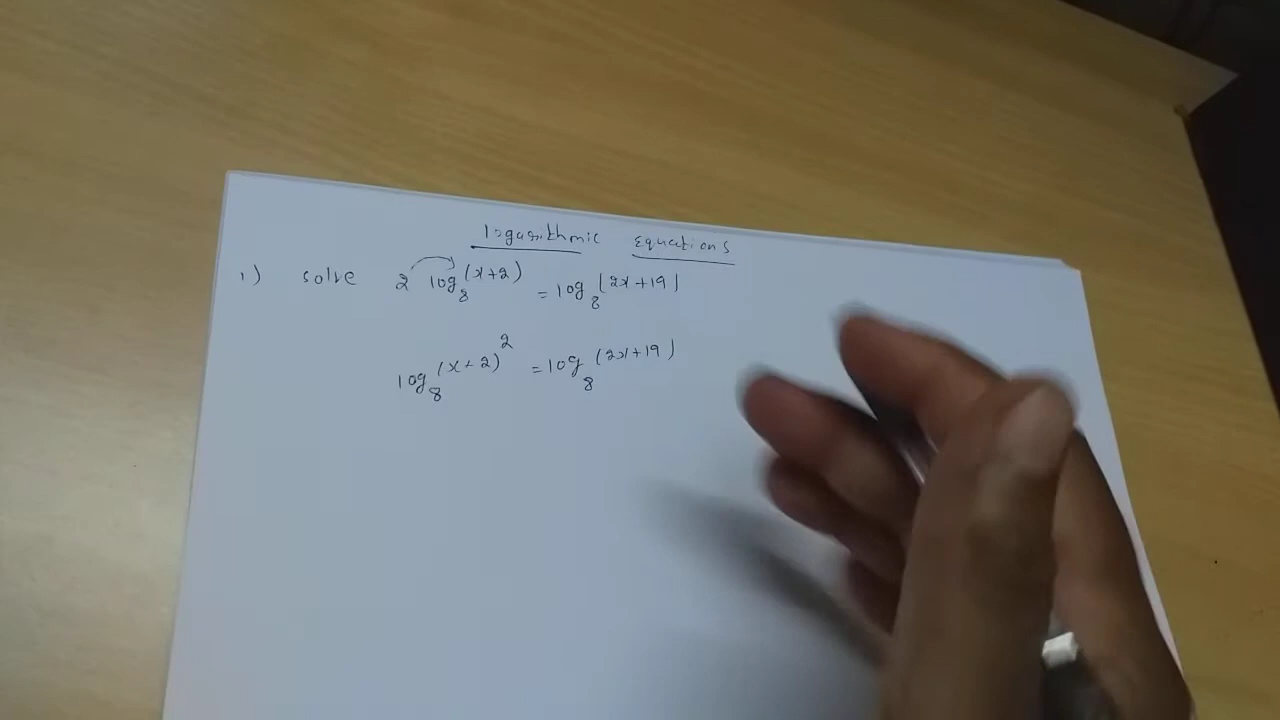 Logarithmic Equations
1) solve 2 log₈(x+2) = log₈(2x+19)
log₈(x+2)² = log₈(2x+19)